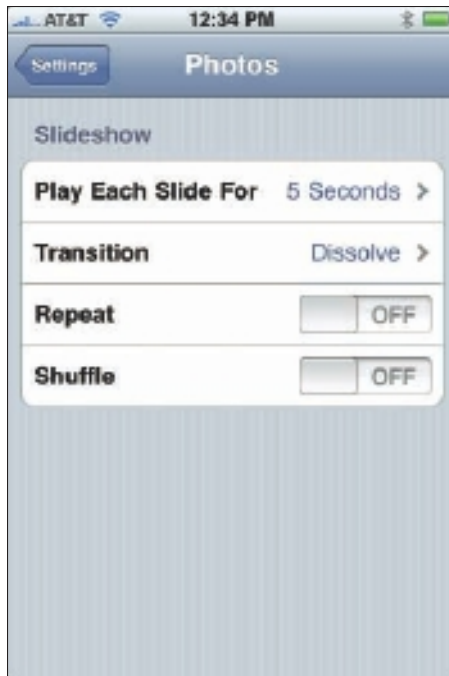 AT&T 12:34 PM
Settings Photos
Slideshow
Play Each Slide For 5 Seconds >
Transition Dissolve >
Repeat OFF
Shuffle OFF